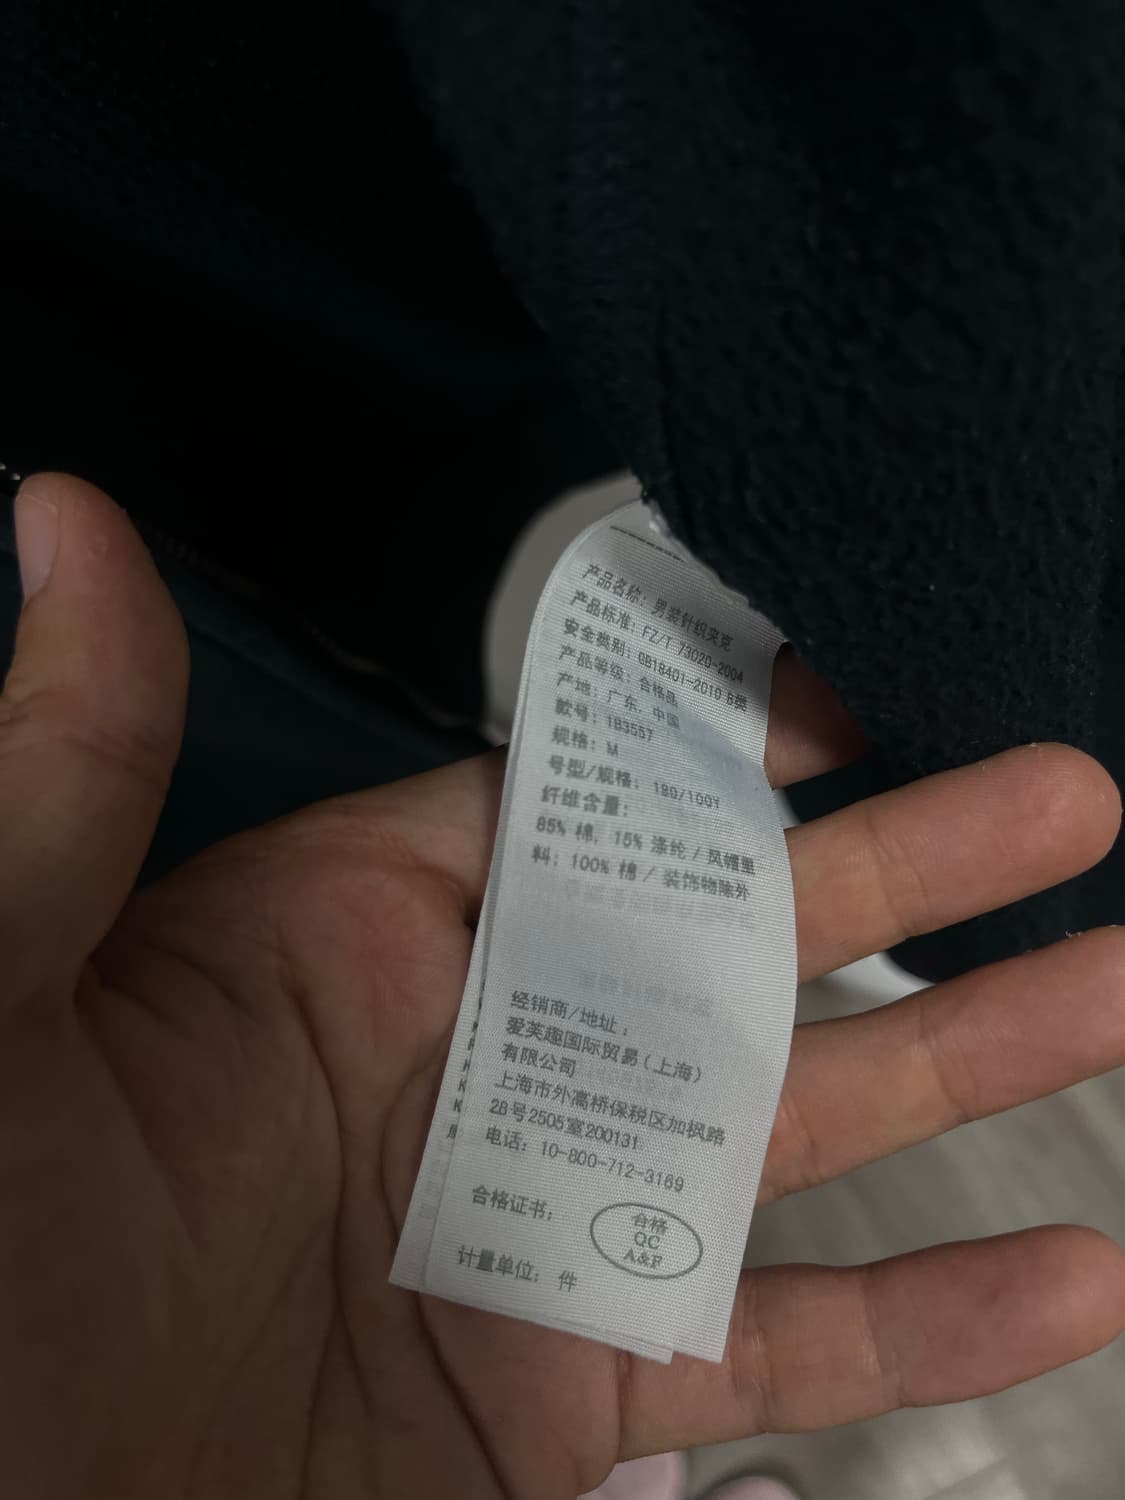 产品名称：男装针织夹克
产品标准：FZ/T 73020-2004
安全类别：GB18401-2010 B类
产品等级：合格品
产地：广东，中国
款号：183557
规格：M
号型/规格：180/100Y
纤维含量：
85% 棉，15% 涤纶 / 风帽里
料：100% 棉 / 装饰物除外
经销商/地址：
爱芙趣国际贸易（上海）
有限公司
上海市外高桥保税区加枫路
28号2505室200131
电话：10-800-712-3169
合格证书：
合格
QC
A&F
计量单位：件